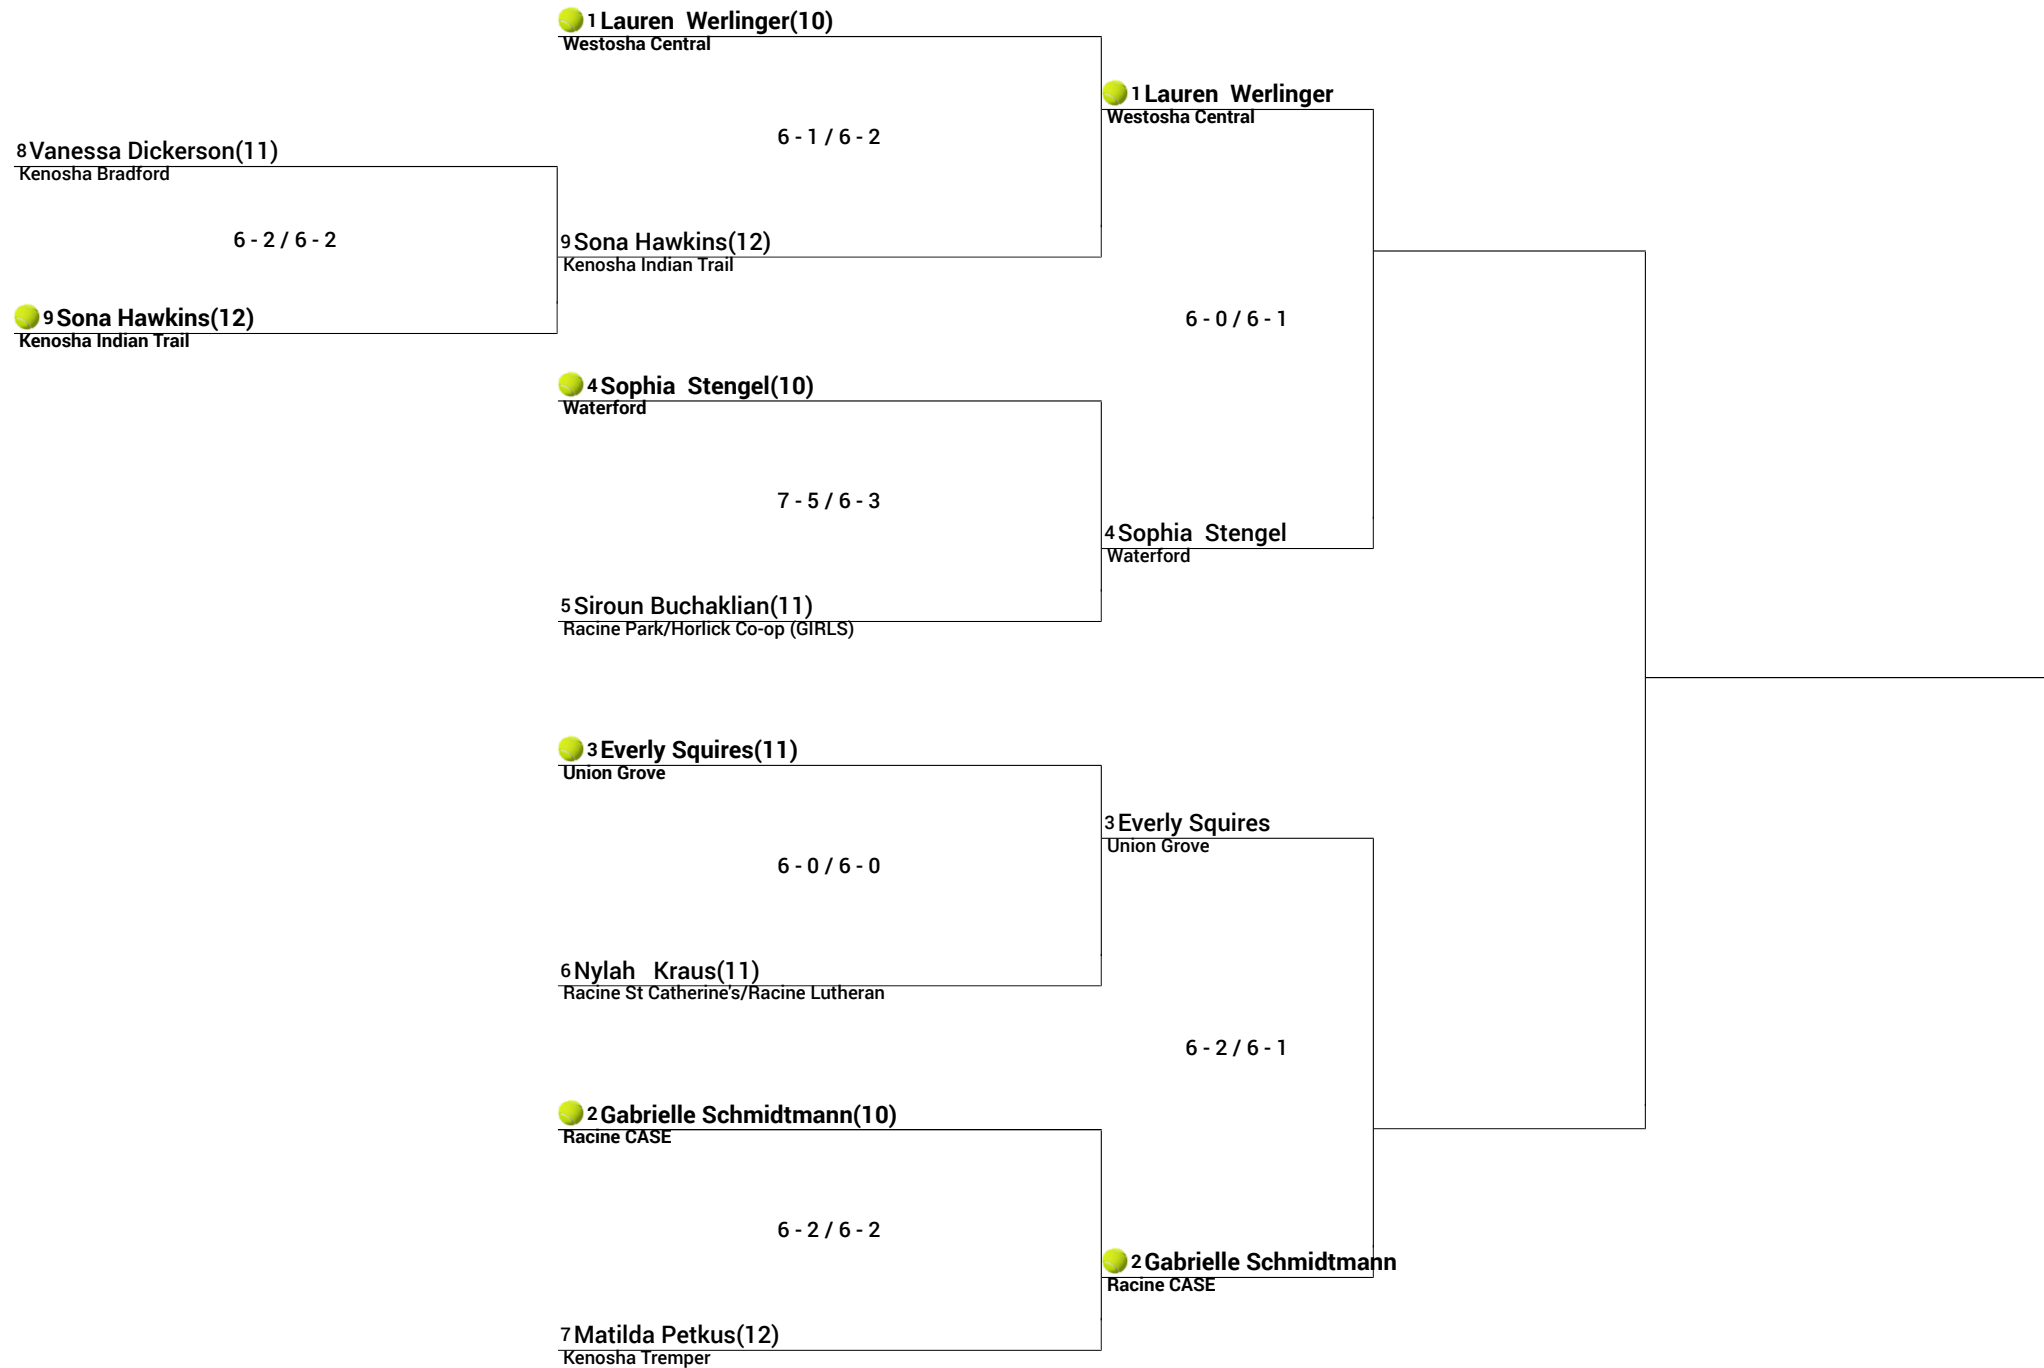 1 Lauren Werlinger(10)
Westosha Central
1 Lauren Werlinger
Westosha Central
6 - 1 / 6 - 2
8 Vanessa Dickerson(11)
Kenosha Bradford
6 - 2 / 6 - 2
9 Sona Hawkins(12)
Kenosha Indian Trail
9 Sona Hawkins(12)
Kenosha Indian Trail
6 - 0 / 6 - 1
4 Sophia Stengel(10)
Waterford
7 - 5 / 6 - 3
4 Sophia Stengel
Waterford
5 Siroun Buchaklian(11)
Racine Park/Horlick Co-op (GIRLS)
3 Everly Squires(11)
Union Grove
3 Everly Squires
Union Grove
6 - 0 / 6 - 0
6 Nylah Kraus(11)
Racine St Catherine's/Racine Lutheran
6 - 2 / 6 - 1
2 Gabrielle Schmidtmann(10)
Racine CASE
6 - 2 / 6 - 2
2 Gabrielle Schmidtmann
Racine CASE
7 Matilda Petkus(12)
Kenosha Tremper